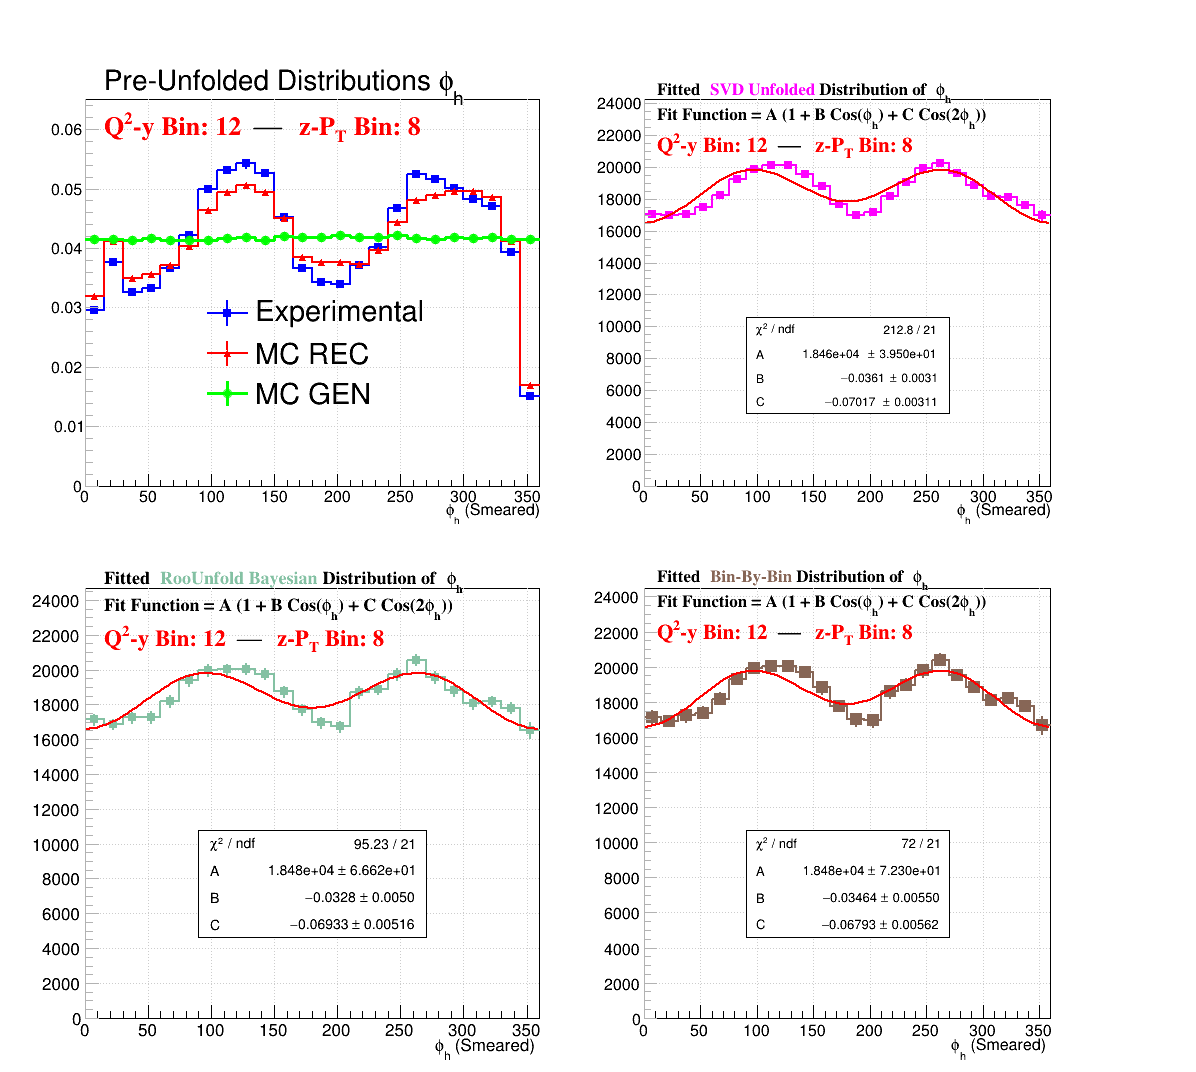 Pre-Unfolded Distributions ϕh
Q²-y Bin: 12 — z-PT Bin: 8
0.06
0.05
0.04
0.03
0.02
0.01
0
Experimental
MC REC
MC GEN
0 50 100 150 200 250 300 350
ϕh (Smeared)
Fitted SVD Unfolded Distribution of ϕh
Fit Function = A (1 + B Cos(ϕh) + C Cos(2ϕh))
Q²-y Bin: 12 — z-PT Bin: 8
24000
22000
20000
18000
16000
14000
12000
10000
8000
6000
4000
2000
0
χ² / ndf 212.8 / 21
A 1.846e+04 ± 3.950e+01
B −0.0361 ± 0.0031
C −0.07017 ± 0.00311
0 50 100 150 200 250 300 350
ϕh (Smeared)
Fitted RooUnfold Bayesian Distribution of ϕh
Fit Function = A (1 + B Cos(ϕh) + C Cos(2ϕh))
Q²-y Bin: 12 — z-PT Bin: 8
24000
22000
20000
18000
16000
14000
12000
10000
8000
6000
4000
2000
0
χ² / ndf 95.23 / 21
A 1.848e+04 ± 6.662e+01
B −0.0328 ± 0.0050
C −0.06933 ± 0.00516
0 50 100 150 200 250 300 350
ϕh (Smeared)
Fitted Bin-By-Bin Distribution of ϕh
Fit Function = A (1 + B Cos(ϕh) + C Cos(2ϕh))
Q²-y Bin: 12 — z-PT Bin: 8
24000
22000
20000
18000
16000
14000
12000
10000
8000
6000
4000
2000
0
χ² / ndf 72 / 21
A 1.848e+04 ± 7.230e+01
B −0.03464 ± 0.00550
C −0.06793 ± 0.00562
0 50 100 150 200 250 300 350
ϕh (Smeared)